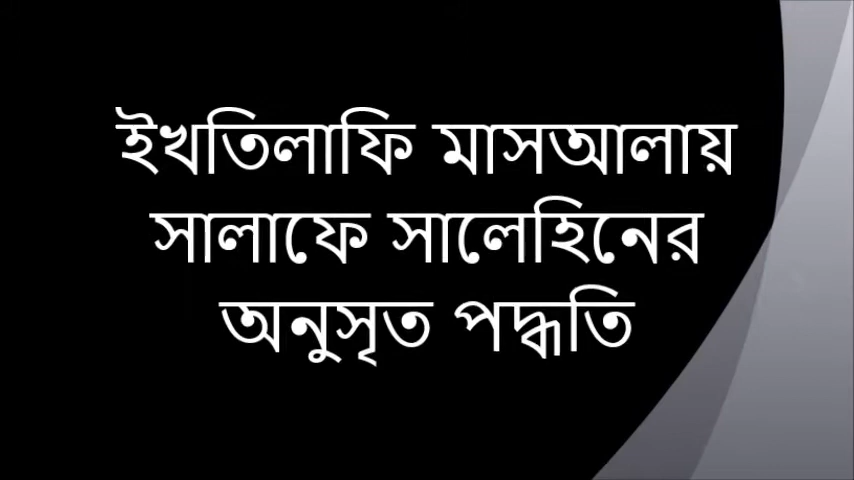 ইখতিলাফি মাসআলায়
সালাফে সালেহিনের
অনুসৃত পদ্ধতি